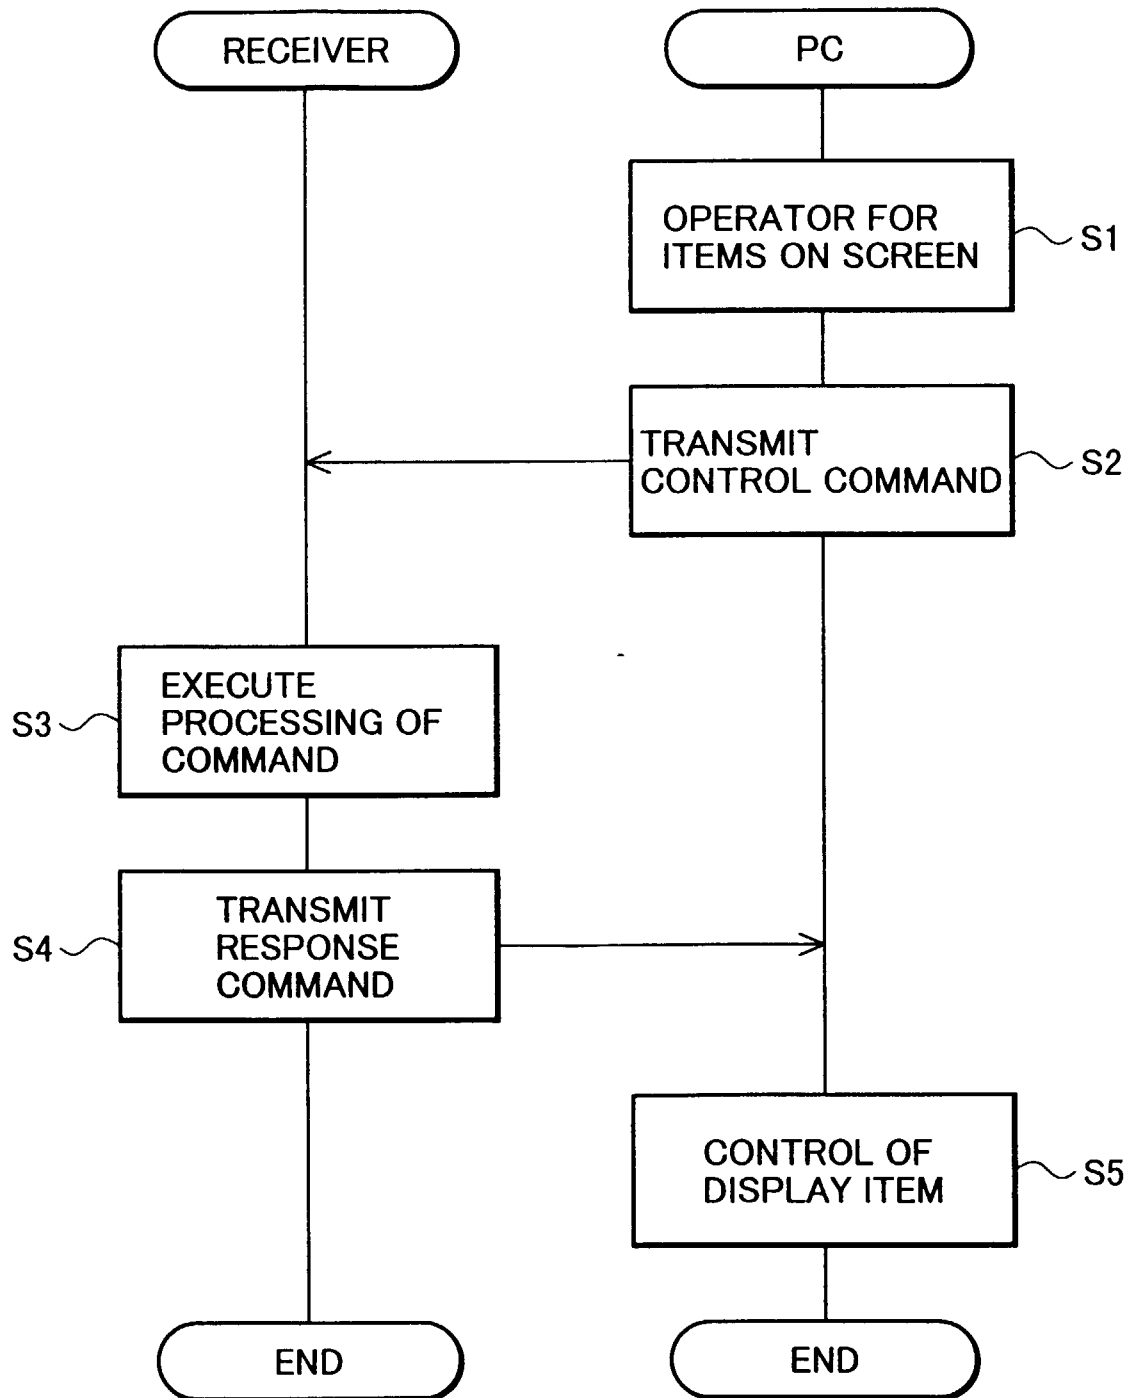 RECEIVER
PC
OPERATOR FOR
ITEMS ON SCREEN
S1
TRANSMIT
CONTROL COMMAND
S2
EXECUTE
PROCESSING OF
COMMAND
S3
TRANSMIT
RESPONSE
COMMAND
S4
CONTROL OF
DISPLAY ITEM
S5
END
END